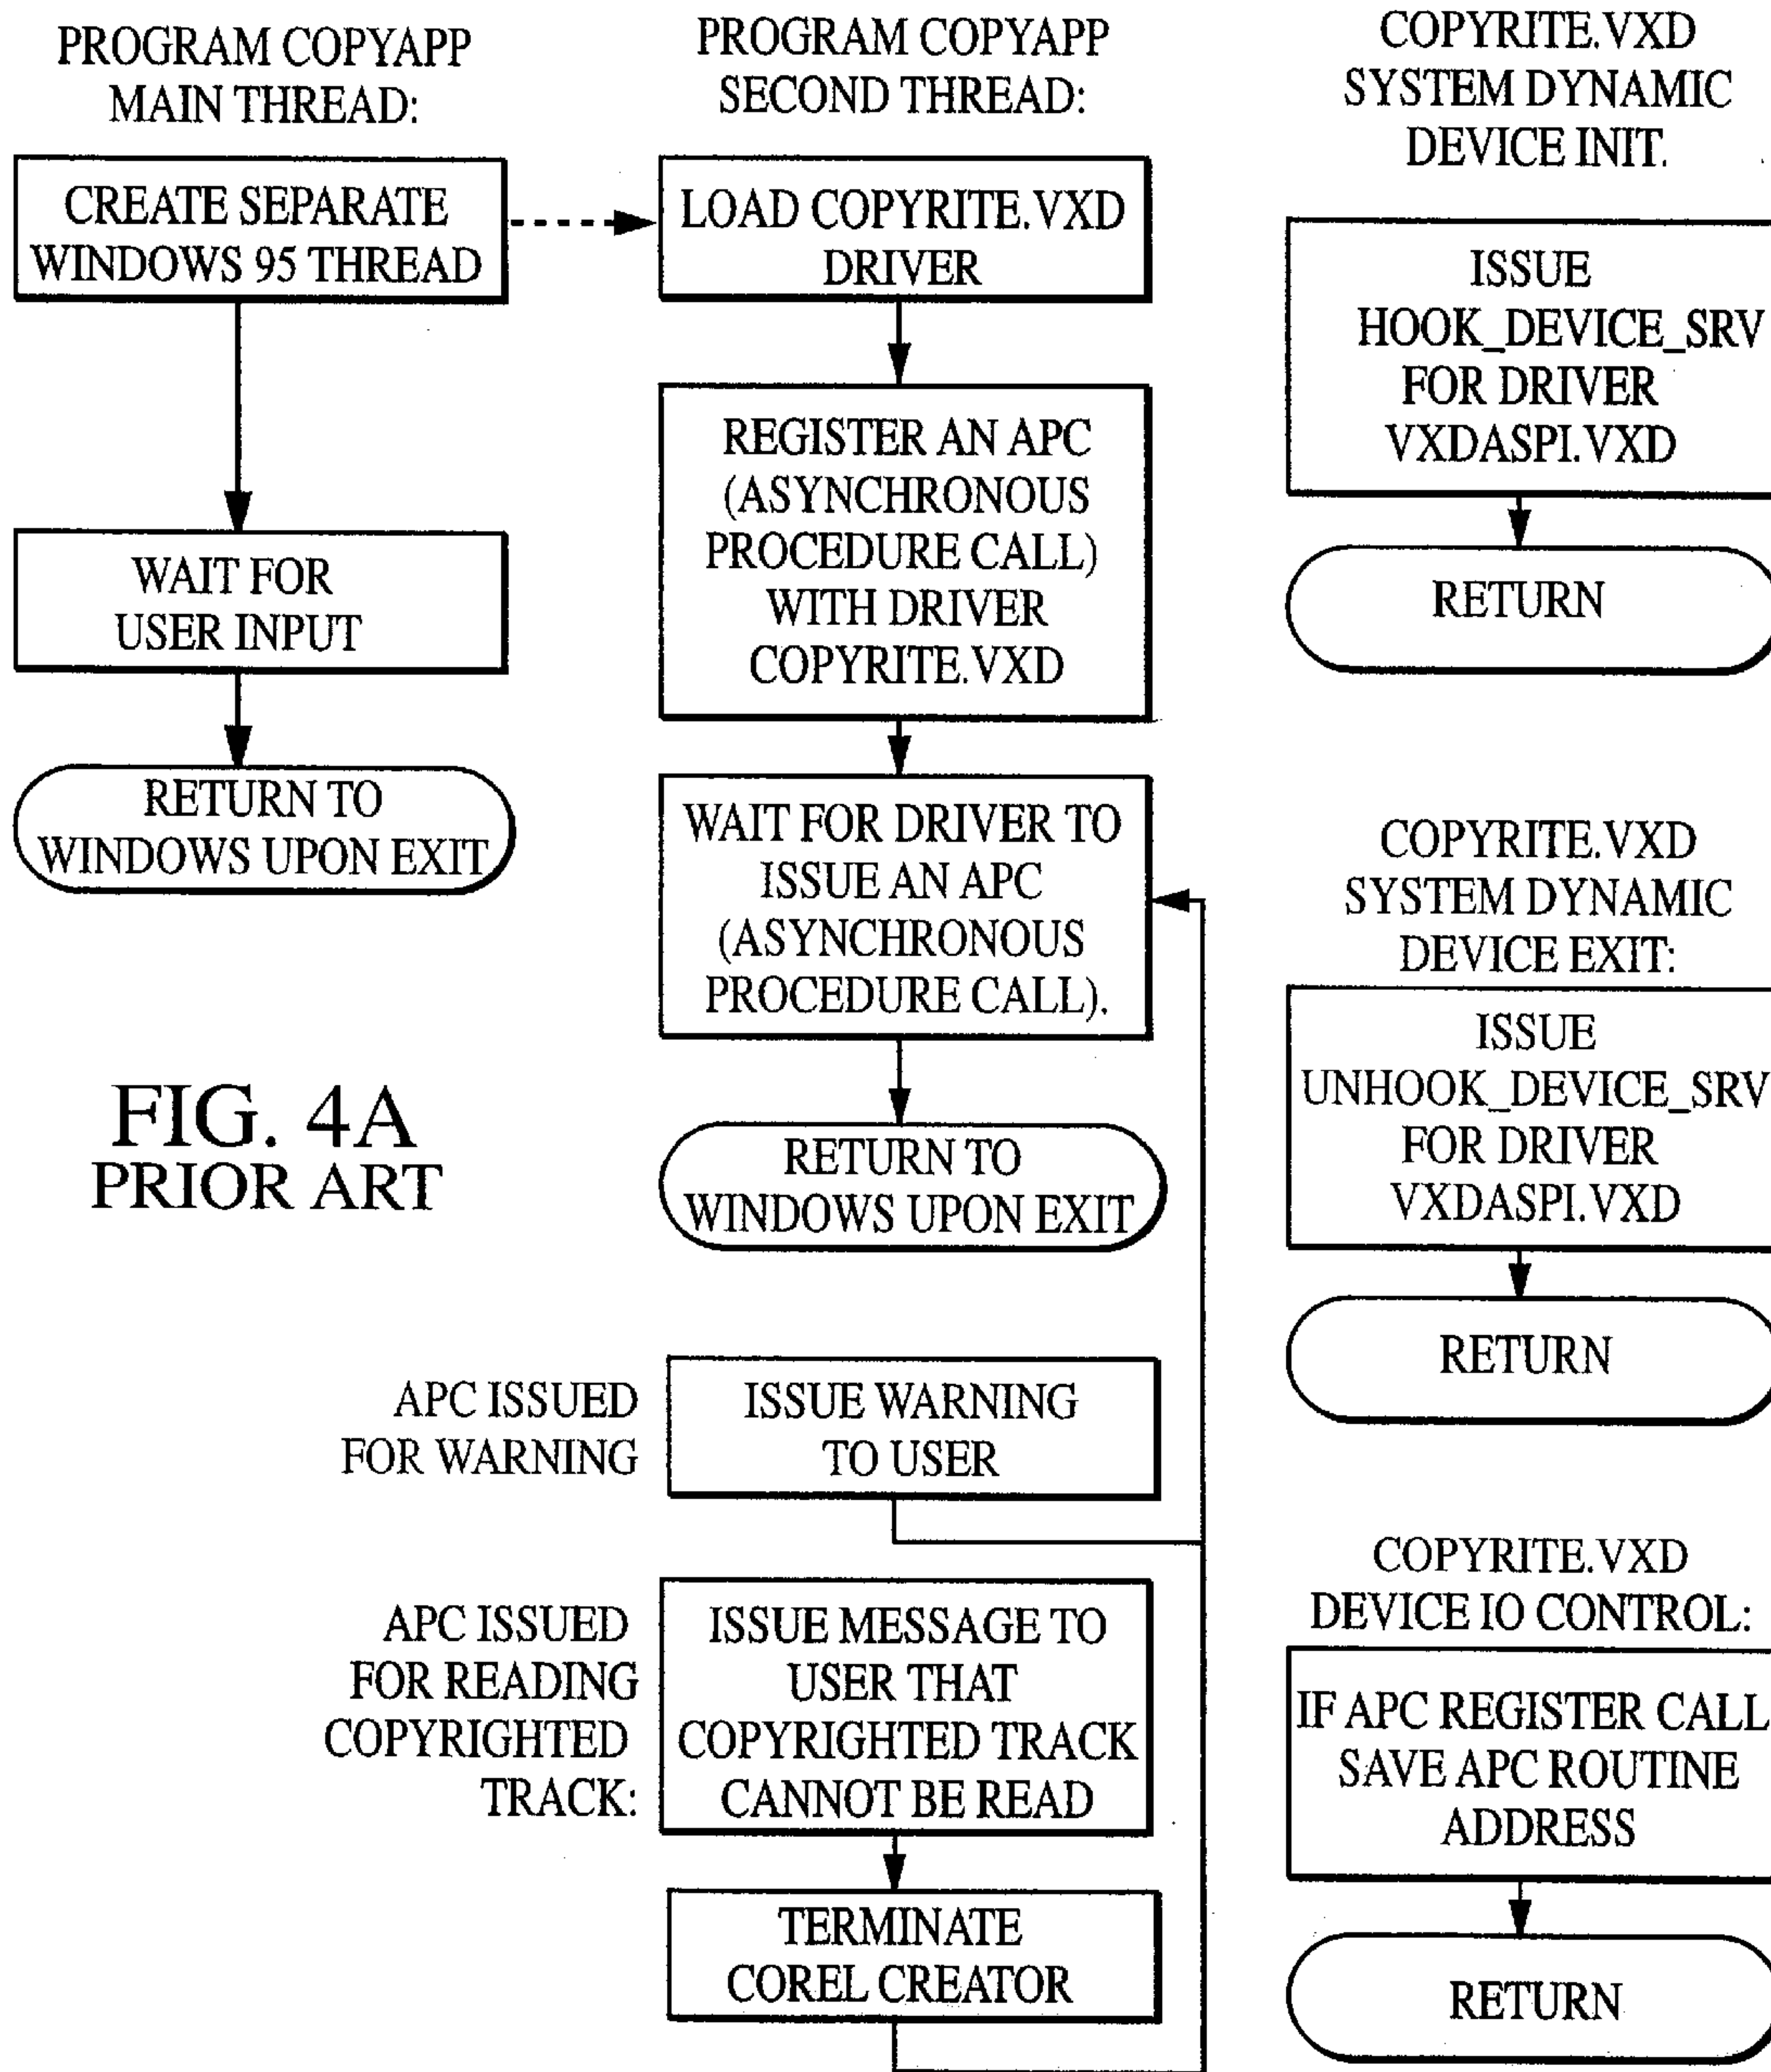 PROGRAM COPYAPP
MAIN THREAD:
CREATE SEPARATE
WINDOWS 95 THREAD
WAIT FOR
USER INPUT
RETURN TO
WINDOWS UPON EXIT
FIG. 4A
PRIOR ART
PROGRAM COPYAPP
SECOND THREAD:
LOAD COPYRITE.VXD
DRIVER
REGISTER AN APC
(ASYNCHRONOUS
PROCEDURE CALL)
WITH DRIVER
COPYRITE.VXD
WAIT FOR DRIVER TO
ISSUE AN APC
(ASYNCHRONOUS
PROCEDURE CALL).
RETURN TO
WINDOWS UPON EXIT
APC ISSUED
FOR WARNING
ISSUE WARNING
TO USER
APC ISSUED
FOR READING
COPYRIGHTED
TRACK:
ISSUE MESSAGE TO
USER THAT
COPYRIGHTED TRACK
CANNOT BE READ
TERMINATE
COREL CREATOR
COPYRITE.VXD
SYSTEM DYNAMIC
DEVICE INIT.
ISSUE
HOOK_DEVICE_SRV
FOR DRIVER
VXDASPI.VXD
RETURN
COPYRITE.VXD
SYSTEM DYNAMIC
DEVICE EXIT:
ISSUE
UNHOOK_DEVICE_SRV
FOR DRIVER
VXDASPI.VXD
RETURN
COPYRITE.VXD
DEVICE IO CONTROL:
IF APC REGISTER CALL
SAVE APC ROUTINE
ADDRESS
RETURN